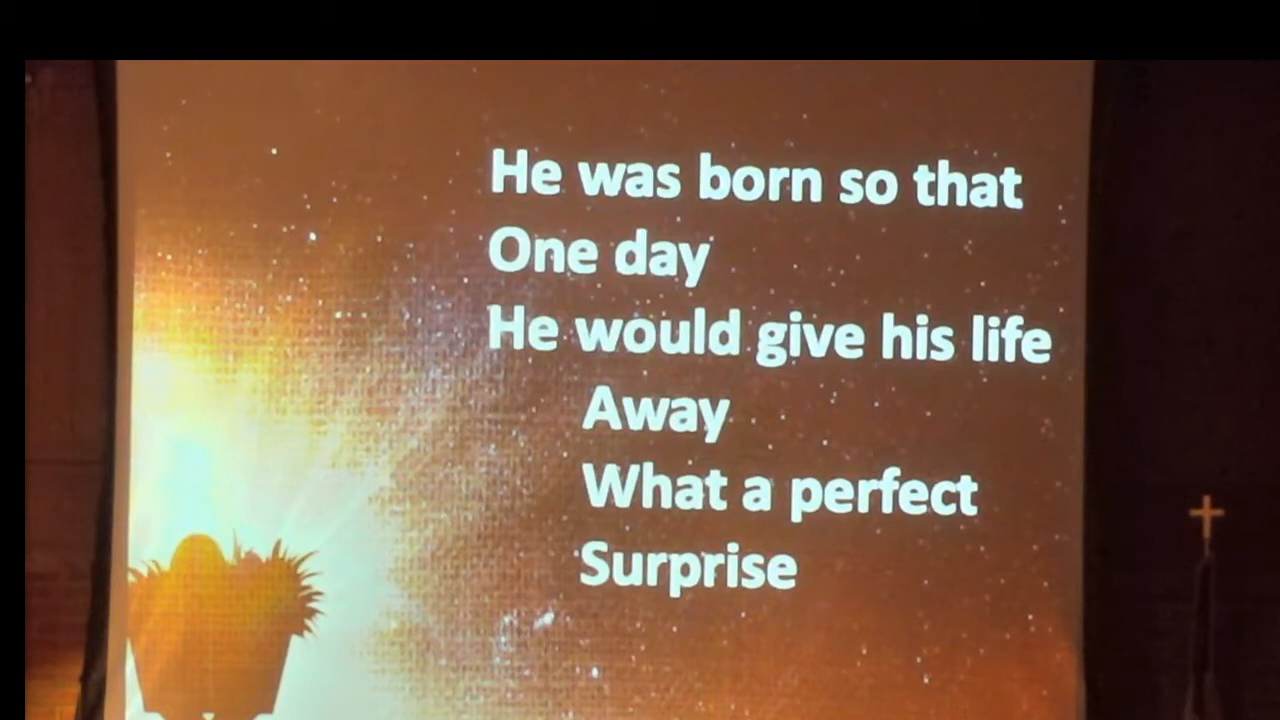 He was born so that
One day
He would give his life
Away
What a perfect
Surprise